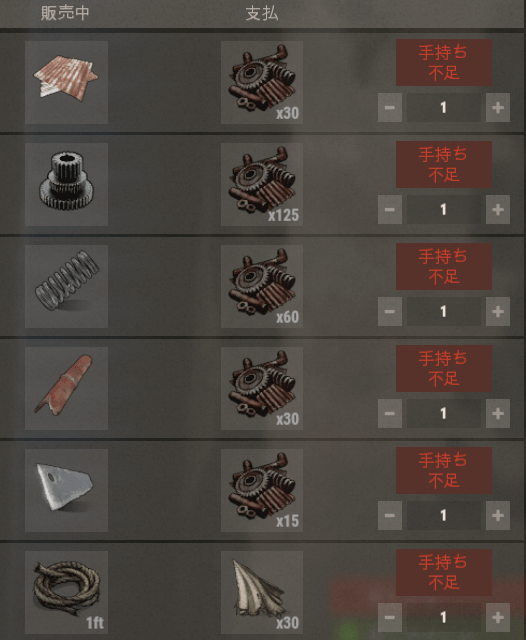 販売中 支払
x30 手持ち
不足
- 1 +
x125 手持ち
不足
- 1 +
x60 手持ち
不足
- 1 +
x30 手持ち
不足
- 1 +
x15 手持ち
不足
- 1 +
1ft x30 手持ち
不足
- 1 +